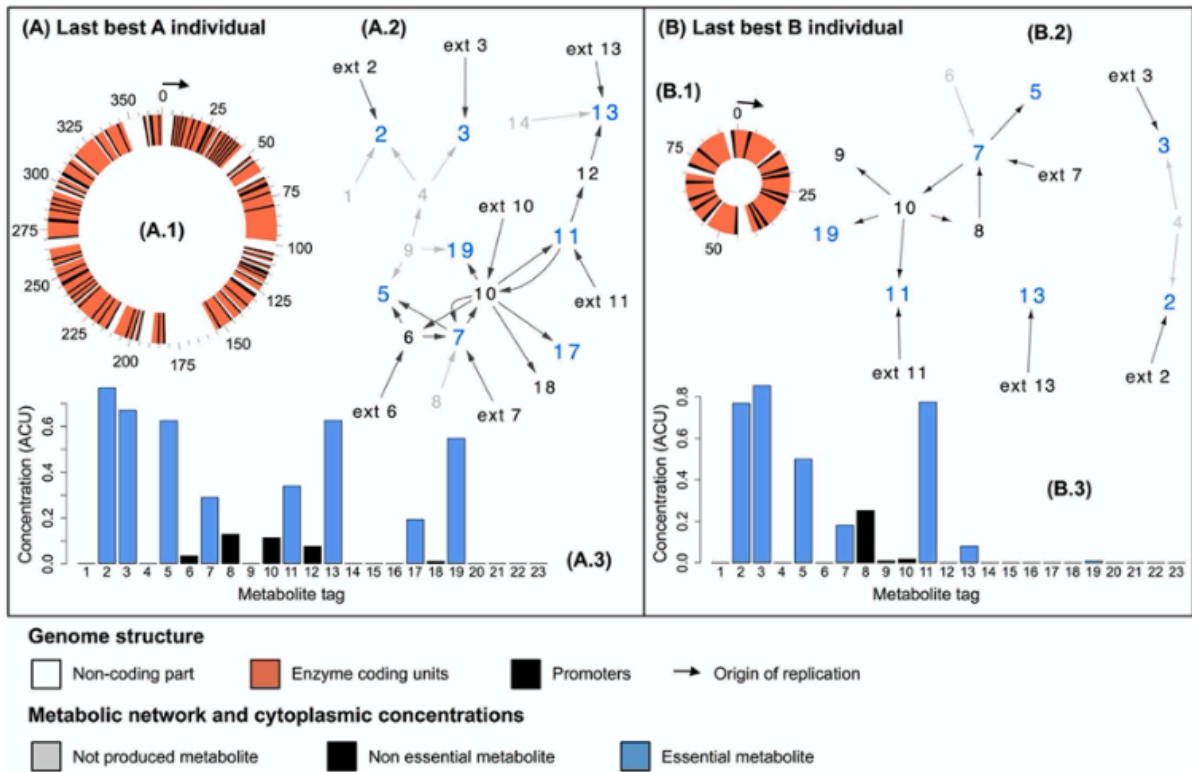 (A) Last best A individual
(A.2)
(A.1)
0
25
50
75
100
125
150
175
200
225
250
275
300
325
350
ext 2
ext 3
ext 13
2
3
14
13
1
4
12
9
ext 10
19
11
5
10
ext 11
6
7
17
18
ext 6
8
ext 7
Concentration (ACU)
0.6
0.4
0.2
0.0
1 2 3 4 5 6 7 8 9 10 11 12 13 14 15 16 17 18 19 20 21 22 23
Metabolite tag
(A.3)
(B) Last best B individual
(B.2)
(B.1)
0
25
50
75
6
5
ext 3
9
7
3
ext 7
10
19
8
4
11
13
2
ext 11
ext 13
ext 2
Concentration (ACU)
0.8
0.6
0.4
0.2
0.0
1 2 3 4 5 6 7 8 9 10 11 12 13 14 15 16 17 18 19 20 21 22 23
Metabolite tag
(B.3)
Genome structure
Non-coding part
Enzyme coding units
Promoters
Origin of replication
Metabolic network and cytoplasmic concentrations
Not produced metabolite
Non essential metabolite
Essential metabolite